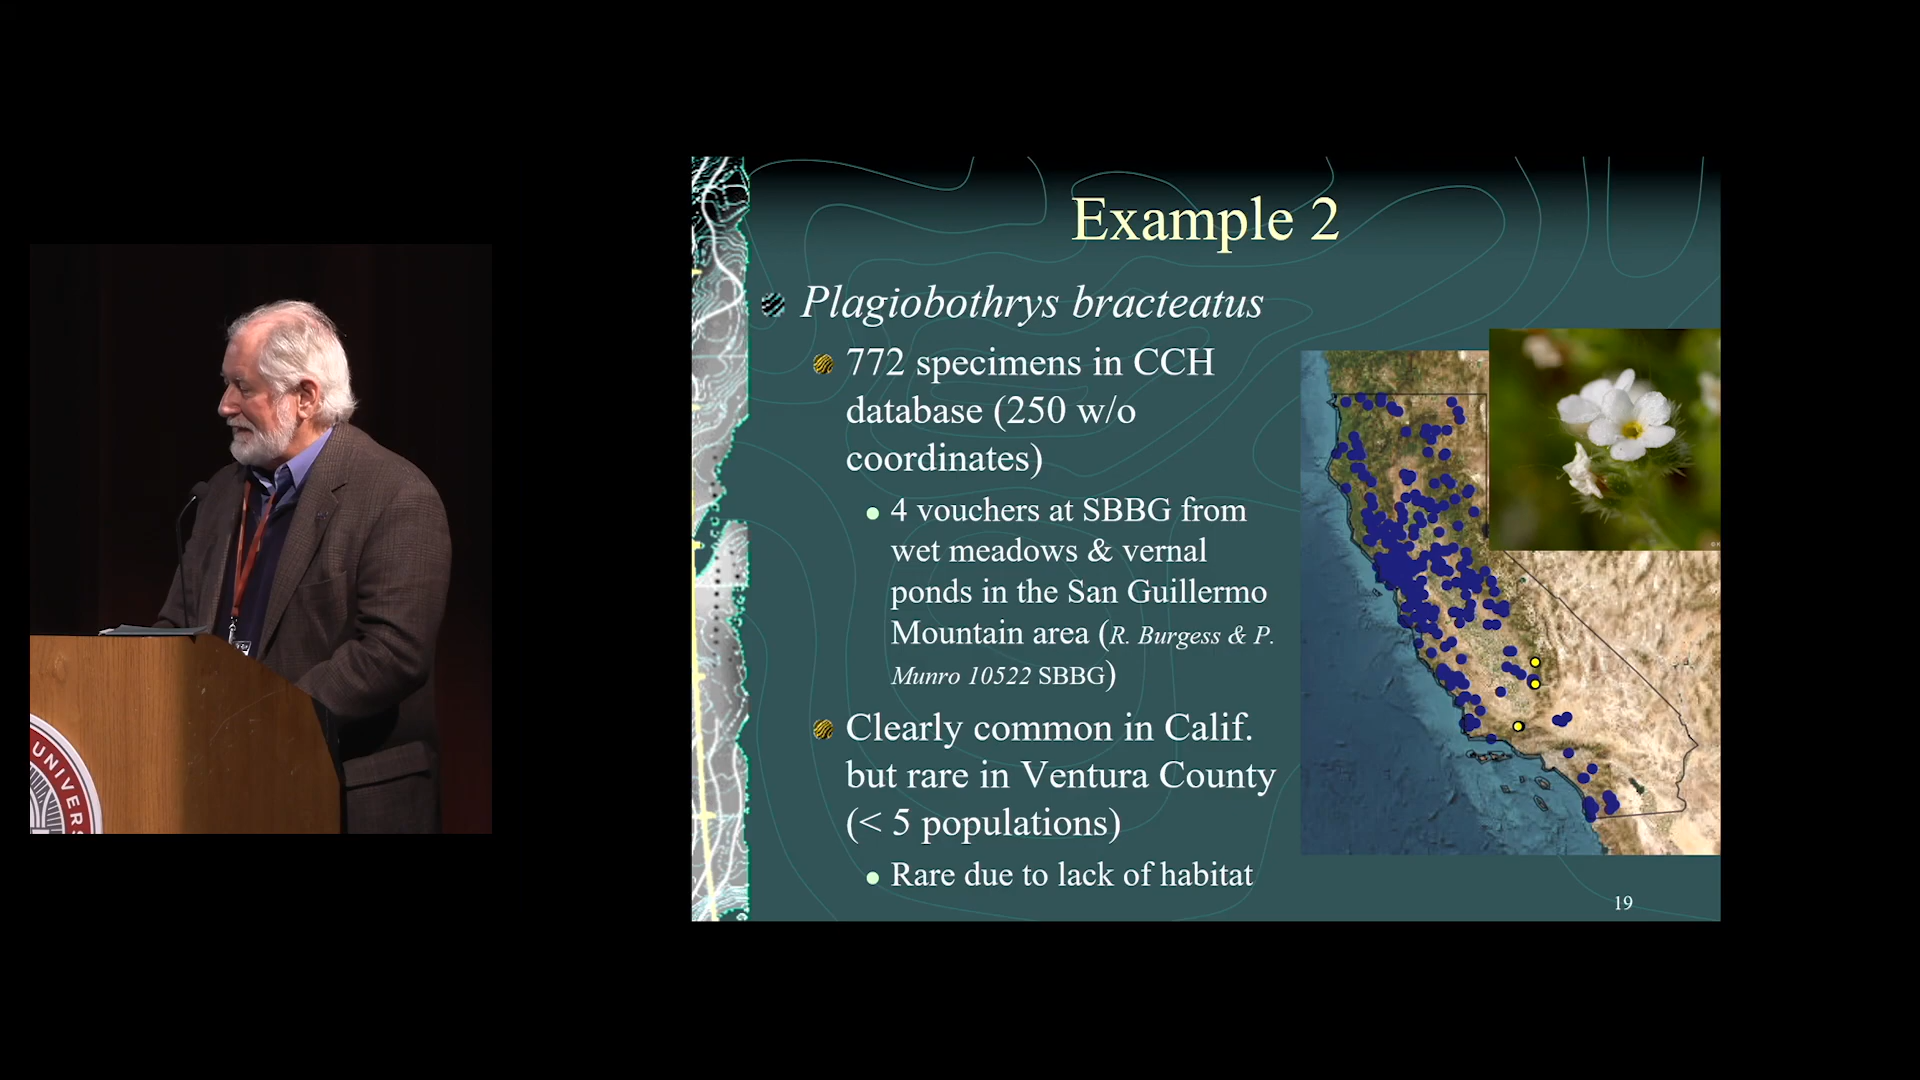 Example 2
Plagiobothrys bracteatus
772 specimens in CCH
database (250 w/o
coordinates)
4 vouchers at SBBG from
wet meadows & vernal
ponds in the San Guillermo
Mountain area (R. Burgess & P.
Munro 10522 SBBG)
Clearly common in Calif.
but rare in Ventura County
(< 5 populations)
Rare due to lack of habitat
19